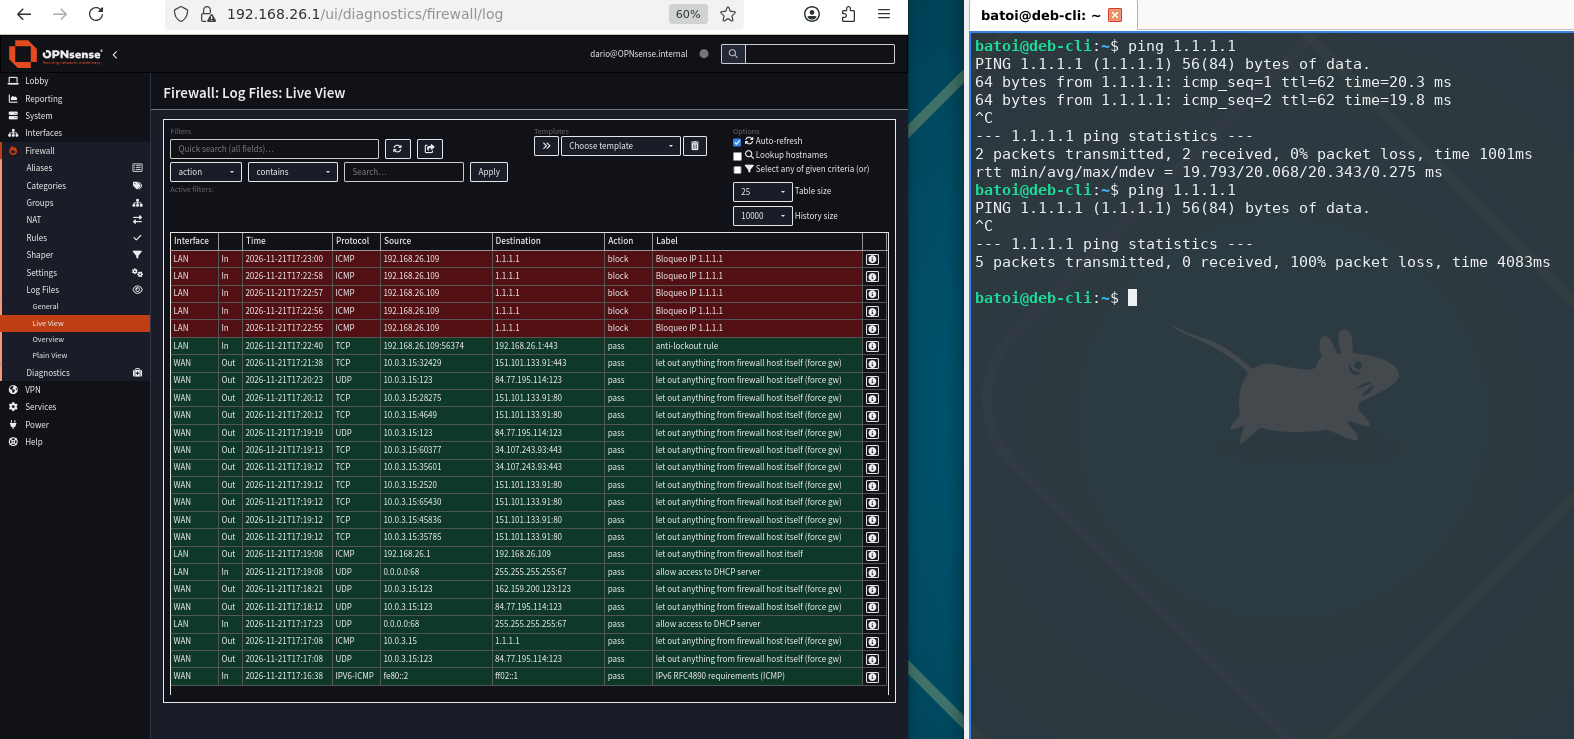 192.168.26.1/ui/diagnostics/firewall/log
60%
OPNsense
dario@OPNsense.internal
Lobby
Reporting
System
Interfaces
Firewall
Aliases
Categories
Groups
NAT
Rules
Shaper
Settings
Log Files
General
Live View
Overview
Plain View
Diagnostics
VPN
Services
Power
Help
Firewall: Log Files: Live View
Filters
Quick search (all fields)...
action contains Search... Apply
Active filters:
Templates
Choose template
Options
Auto-refresh
Lookup hostnames
Select any of given criteria (or)
25 Table size
10000 History size
Interface Time Protocol Source Destination Action Label
LAN In 2026-11-21T17:23:00 ICMP 192.168.26.109 1.1.1.1 block Bloqueo IP 1.1.1.1
LAN In 2026-11-21T17:22:58 ICMP 192.168.26.109 1.1.1.1 block Bloqueo IP 1.1.1.1
LAN In 2026-11-21T17:22:57 ICMP 192.168.26.109 1.1.1.1 block Bloqueo IP 1.1.1.1
LAN In 2026-11-21T17:22:56 ICMP 192.168.26.109 1.1.1.1 block Bloqueo IP 1.1.1.1
LAN In 2026-11-21T17:22:55 ICMP 192.168.26.109 1.1.1.1 block Bloqueo IP 1.1.1.1
LAN In 2026-11-21T17:22:40 TCP 192.168.26.109:56374 192.168.26.1:443 pass anti-lockout rule
WAN Out 2026-11-21T17:21:38 TCP 10.0.3.15:32429 151.101.133.91:443 pass let out anything from firewall host itself (force gw)
WAN Out 2026-11-21T17:20:23 UDP 10.0.3.15:123 84.77.195.114:123 pass let out anything from firewall host itself (force gw)
WAN Out 2026-11-21T17:20:12 TCP 10.0.3.15:28275 151.101.133.91:80 pass let out anything from firewall host itself (force gw)
WAN Out 2026-11-21T17:20:12 TCP 10.0.3.15:4649 151.101.133.91:80 pass let out anything from firewall host itself (force gw)
WAN Out 2026-11-21T17:19:19 UDP 10.0.3.15:123 84.77.195.114:123 pass let out anything from firewall host itself (force gw)
WAN Out 2026-11-21T17:19:13 TCP 10.0.3.15:60377 34.107.243.93:443 pass let out anything from firewall host itself (force gw)
WAN Out 2026-11-21T17:19:12 TCP 10.0.3.15:35601 34.107.243.93:443 pass let out anything from firewall host itself (force gw)
WAN Out 2026-11-21T17:19:12 TCP 10.0.3.15:2520 151.101.133.91:80 pass let out anything from firewall host itself (force gw)
WAN Out 2026-11-21T17:19:12 TCP 10.0.3.15:65430 151.101.133.91:80 pass let out anything from firewall host itself (force gw)
WAN Out 2026-11-21T17:19:12 TCP 10.0.3.15:45836 151.101.133.91:80 pass let out anything from firewall host itself (force gw)
WAN Out 2026-11-21T17:19:12 TCP 10.0.3.15:35785 151.101.133.91:80 pass let out anything from firewall host itself (force gw)
LAN Out 2026-11-21T17:19:08 ICMP 192.168.26.1 192.168.26.109 pass let out anything from firewall host itself
LAN In 2026-11-21T17:19:08 UDP 0.0.0.0:68 255.255.255.255:67 pass allow access to DHCP server
WAN Out 2026-11-21T17:18:21 UDP 10.0.3.15:123 162.159.200.123:123 pass let out anything from firewall host itself (force gw)
WAN Out 2026-11-21T17:18:12 UDP 10.0.3.15:123 84.77.195.114:123 pass let out anything from firewall host itself (force gw)
LAN In 2026-11-21T17:17:23 UDP 0.0.0.0:68 255.255.255.255:67 pass allow access to DHCP server
WAN Out 2026-11-21T17:17:08 ICMP 10.0.3.15 1.1.1.1 pass let out anything from firewall host itself (force gw)
WAN Out 2026-11-21T17:17:08 UDP 10.0.3.15:123 84.77.195.114:123 pass let out anything from firewall host itself (force gw)
WAN In 2026-11-21T17:16:38 IPV6-ICMP fe80::2 ff02::1 pass IPv6 RFC4890 requirements (ICMP)
batoi@deb-cli: ~
batoi@deb-cli:~$ ping 1.1.1.1
PING 1.1.1.1 (1.1.1.1) 56(84) bytes of data.
64 bytes from 1.1.1.1: icmp_seq=1 ttl=62 time=20.3 ms
64 bytes from 1.1.1.1: icmp_seq=2 ttl=62 time=19.8 ms
^C
--- 1.1.1.1 ping statistics ---
2 packets transmitted, 2 received, 0% packet loss, time 1001ms
rtt min/avg/max/mdev = 19.793/20.068/20.343/0.275 ms
batoi@deb-cli:~$ ping 1.1.1.1
PING 1.1.1.1 (1.1.1.1) 56(84) bytes of data.
^C
--- 1.1.1.1 ping statistics ---
5 packets transmitted, 0 received, 100% packet loss, time 4083ms
batoi@deb-cli:~$